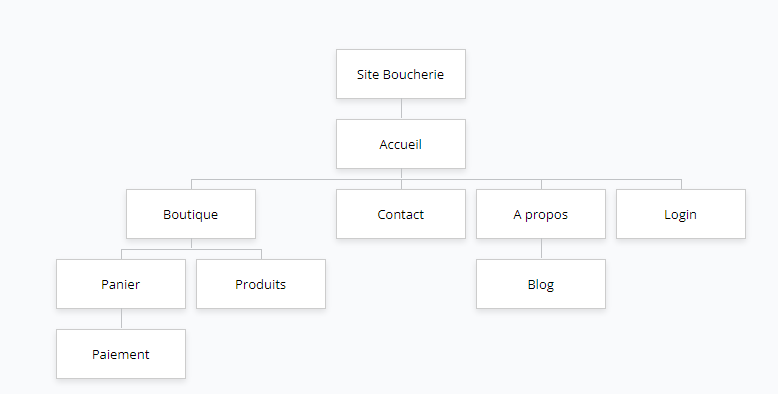 Site Boucherie
Accueil
Boutique
Contact
A propos
Login
Panier
Produits
Blog
Paiement